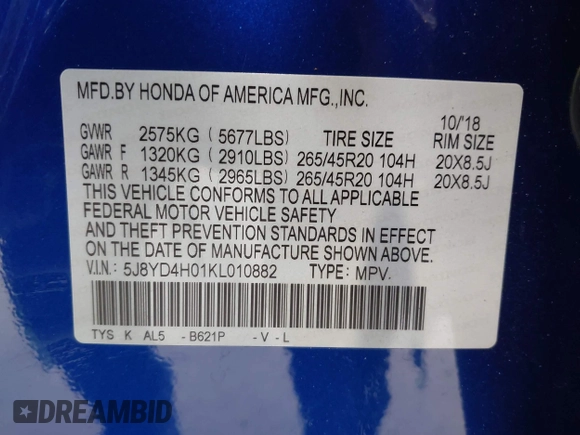 MFD.BY HONDA OF AMERICA MFG.,INC.
10/'18
GVWR 2575KG ( 5677LBS) TIRE SIZE RIM SIZE
GAWR F 1320KG ( 2910LBS) 265/45R20 104H 20X8.5J
GAWR R 1345KG ( 2965LBS) 265/45R20 104H 20X8.5J
THIS VEHICLE CONFORMS TO ALL APPLICABLE
FEDERAL MOTOR VEHICLE SAFETY
AND THEFT PREVENTION STANDARDS IN EFFECT
ON THE DATE OF MANUFACTURE SHOWN ABOVE.
V.I.N: 5J8YD4H01KL010882 TYPE: MPV.
TYS K AL5 - B621P - V - L
DREAMBID